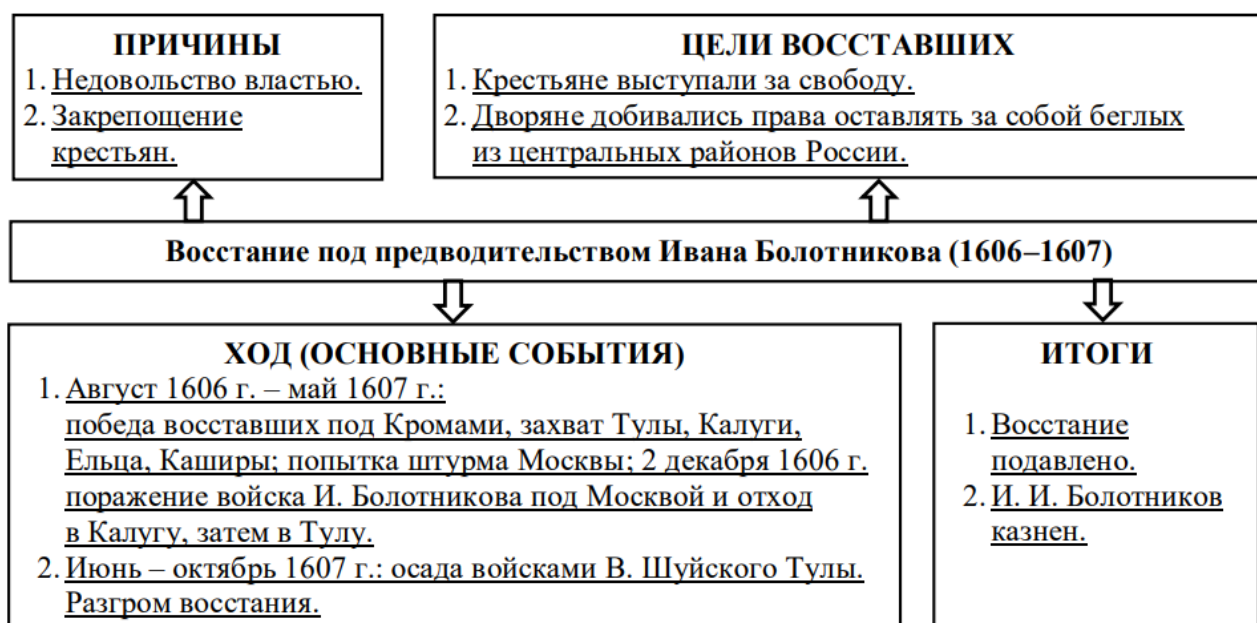 ПРИЧИНЫ
1. Недовольство властью.
2. Закрепощение
крестьян.
ЦЕЛИ ВОССТАВШИХ
1. Крестьяне выступали за свободу.
2. Дворяне добивались права оставлять за собой беглых
из центральных районов России.
Восстание под предводительством Ивана Болотникова (1606–1607)
ХОД (ОСНОВНЫЕ СОБЫТИЯ)
1. Август 1606 г. – май 1607 г.:
победа восставших под Кромами, захват Тулы, Калуги,
Ельца, Каширы; попытка штурма Москвы; 2 декабря 1606 г.
поражение войска И. Болотникова под Москвой и отход
в Калугу, затем в Тулу.
2. Июнь – октябрь 1607 г.: осада войсками В. Шуйского Тулы.
Разгром восстания.
ИТОГИ
1. Восстание
подавлено.
2. И. И. Болотников
казнен.